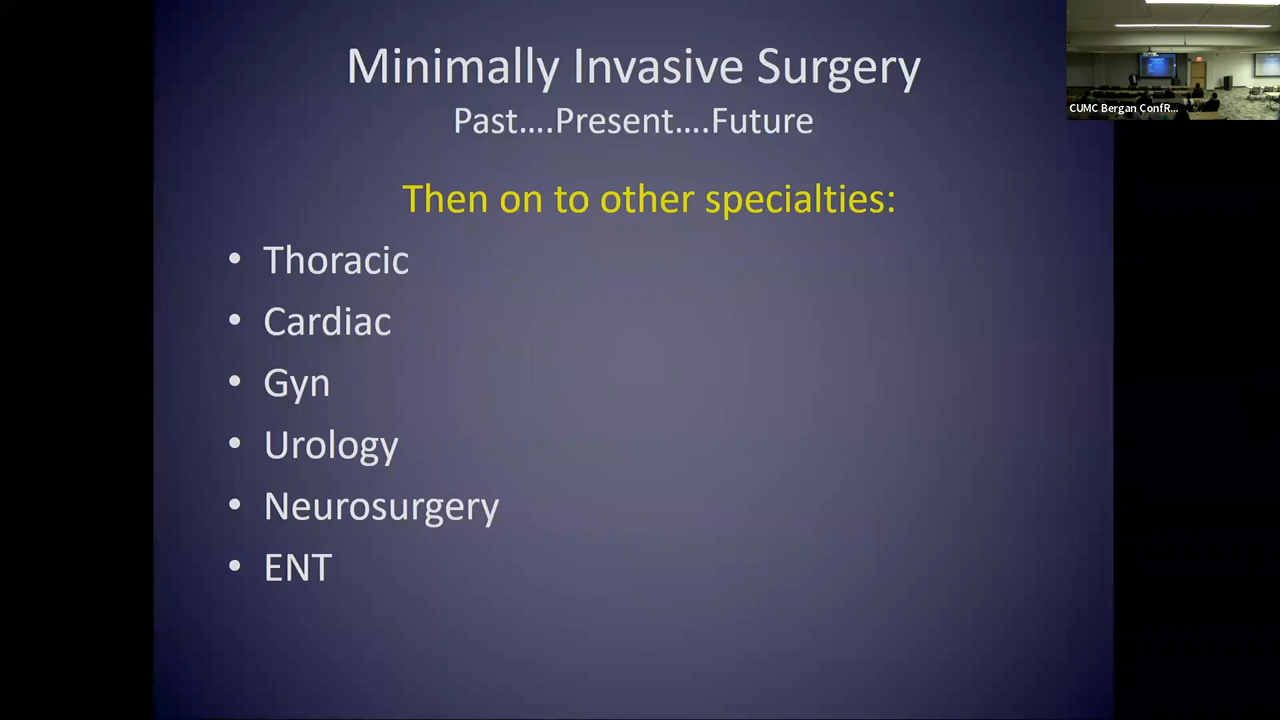 Minimally Invasive Surgery
Past....Present....Future
Then on to other specialties:
• Thoracic
• Cardiac
• Gyn
• Urology
• Neurosurgery
• ENT
CUMC Bergan ConfR...